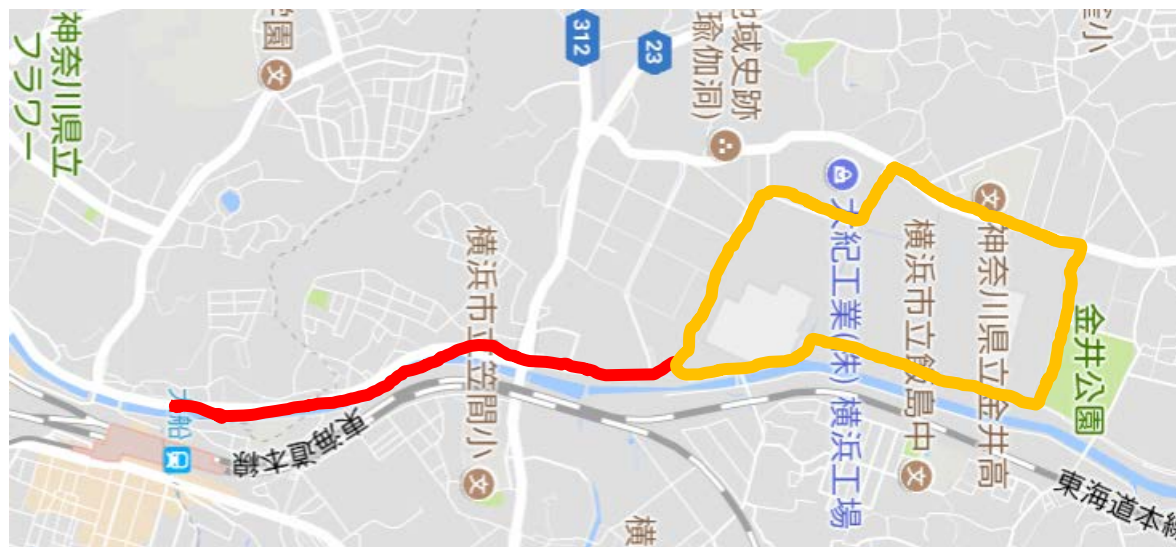 神奈川県立
フラワー
園
312
23
域史跡
瑜伽洞)
小
大紀工業(株) 横浜工場
横浜市立飯島中
神奈川県立金井高
金井公園
横浜市立笠間小
大船
東海道本線
東海道本線
横